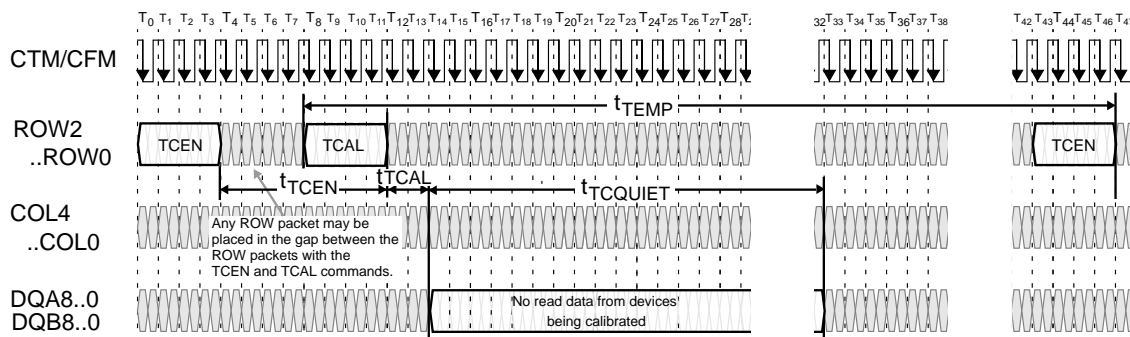 T0 T1 T2 T3 T4 T5 T6 T7 T8 T9 T10 T11 T12 T13 T14 T15 T16 T17 T18 T19 T20 T21 T22 T23 T24 T25 T26 T27 T28 32 T33 T34 T35 T36 T37 T38 T42 T43 T44 T45 T46
CTM/CFM
tTEMP
ROW2
..ROW0
TCEN
TCAL
TCEN
tTCEN
tTCAL
tTCQUIET
COL4
..COL0
Any ROW packet may be
placed in the gap between the
ROW packets with the
TCEN and TCAL commands.
DQA8..0
DQB8..0
No read data from devices
being calibrated